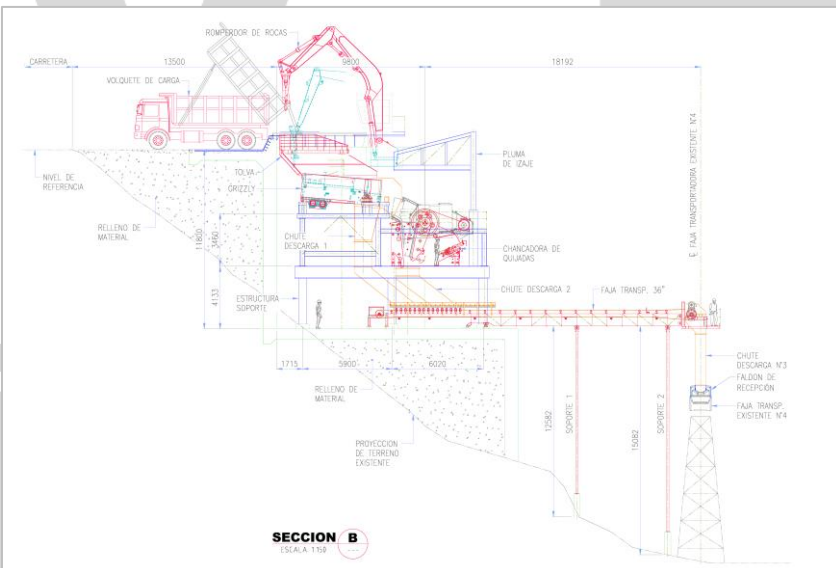 ROMPERDOR DE ROCAS
CARRETERA
13500
9800
18192
VOLQUETE DE CARGA
NIVEL DE
REFERENCIA
TOLVA
GRIZZLY
PLUMA
DE IZAJE
FAJA TRANSPORTADORA EXISTENTE N°4
RELLENO DE
MATERIAL
11800
3460
CHUTE
DESCARGA 1
CHANCADORA DE
QUIJADAS
4133
ESTRUCTURA
SOPORTE
CHUTE DESCARGA 2
FAJA TRANSP. 36"
1715
5900
6020
RELLENO DE
MATERIAL
CHUTE
DESCARGA N°3
FALDON DE
RECEPCIÓN
FAJA TRANSP.
EXISTENTE N°4
12582
SOPORTE 1
15082
SOPORTE 2
PROYECCION
DE TERRENO
EXISTENTE
SECCION B
ESCALA 1:150